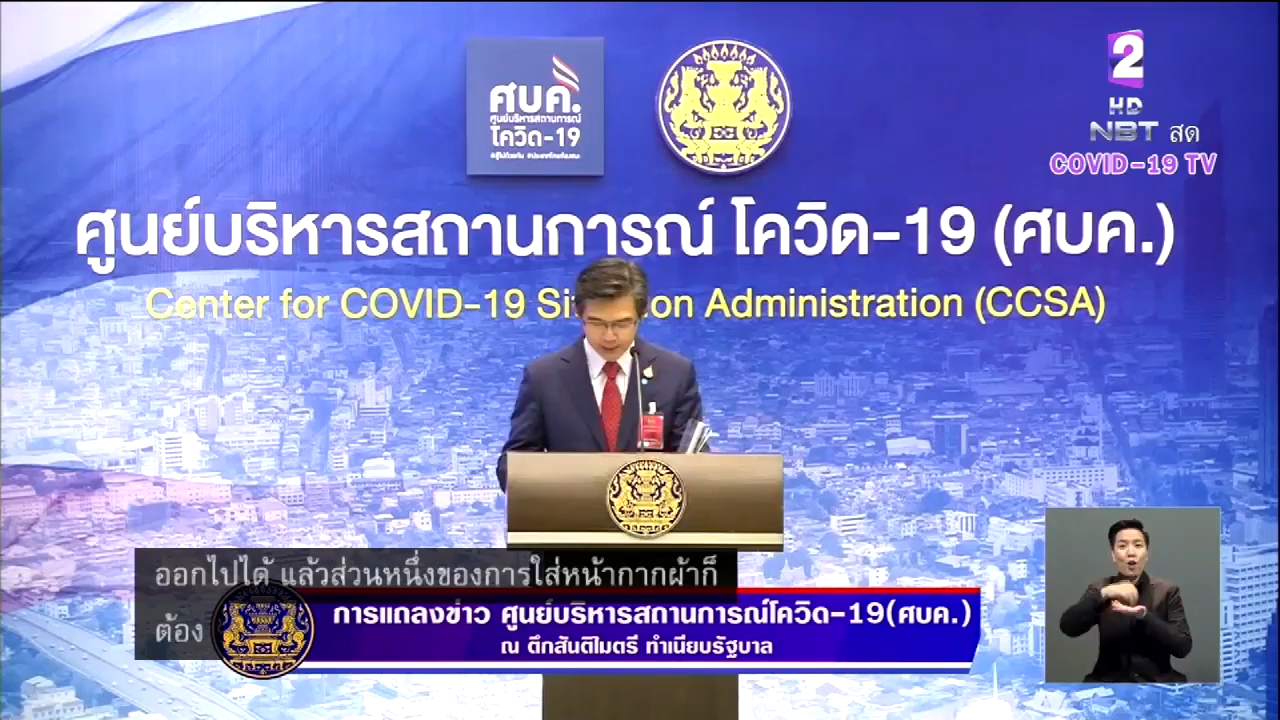 ศบค.
ศูนย์บริหารสถานการณ์
โควิด-19
2
HD
NBT สด
COVID-19 TV
ศูนย์บริหารสถานการณ์ โควิด-19 (ศบค.)
Center for COVID-19 Si on Administration (CCSA)
ออกไปได้ แล้วส่วนหนึ่งของการใส่หน้ากากผ้าก็
ต้อง
การแถลงข่าว ศูนย์บริหารสถานการณ์โควิด-19(ศบค.)
ณ ตึกสันติไมตรี ทำเนียบรัฐบาล